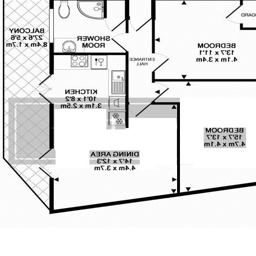 BALCONY
27'6 x 5'6
8.4m x 1.7m
SHOWER
ROOM
ENTRANCE
HALL
BEDROOM
13'7 x 11'1
4.1m x 3.4m
KITCHEN
10'1 x 8'2
3.1m x 2.5m
BEDROOM
15'7 x 13'7
4.7m x 4.1m
DINING AREA
14'7 x 12'3
4.4m x 3.7m